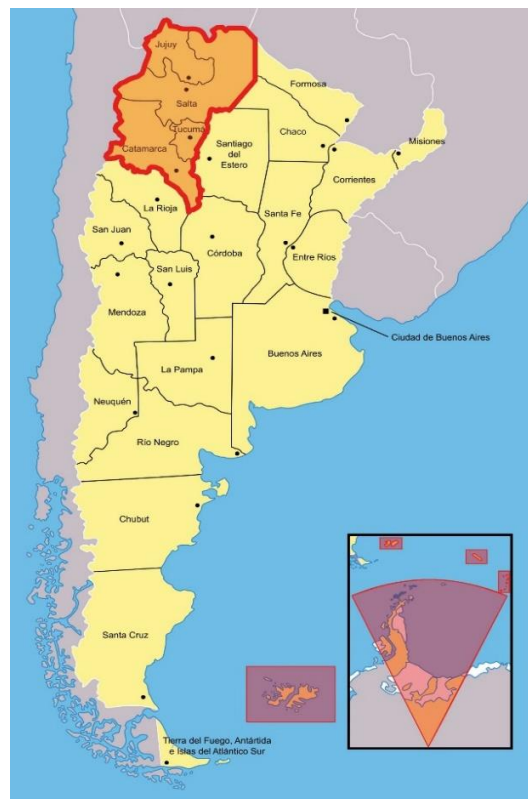 Jujuy
Formosa
Salta
Chaco
Tucumá
Misiones
Catamarca
Santiago
del
Estero
Corrientes
La Rioja
Santa Fe
San Juan
Córdoba
Entre Ríos
San Luis
Mendoza
Ciudad de Buenos Aires
Buenos Aires
La Pampa
Neuquén
Río Negro
Chubut
Santa Cruz
Tierra del Fuego, Antártida
e Islas del Atlántico Sur